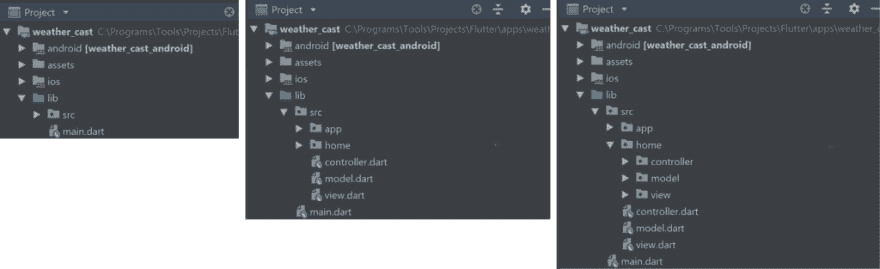 Project
weather_cast C:\Programs\Tools\Projects\Flut
android [weather_cast_android]
assets
ios
lib
src
main.dart
Project
weather_cast C:\Programs\Tools\Projects\Flutter\apps\weath
android [weather_cast_android]
assets
ios
lib
src
app
home
controller.dart
model.dart
view.dart
main.dart
Project
weather_cast C:\Programs\Tools\Projects\Flutter\apps\weather_c
android [weather_cast_android]
assets
ios
lib
src
app
home
controller
model
view
controller.dart
model.dart
view.dart
main.dart